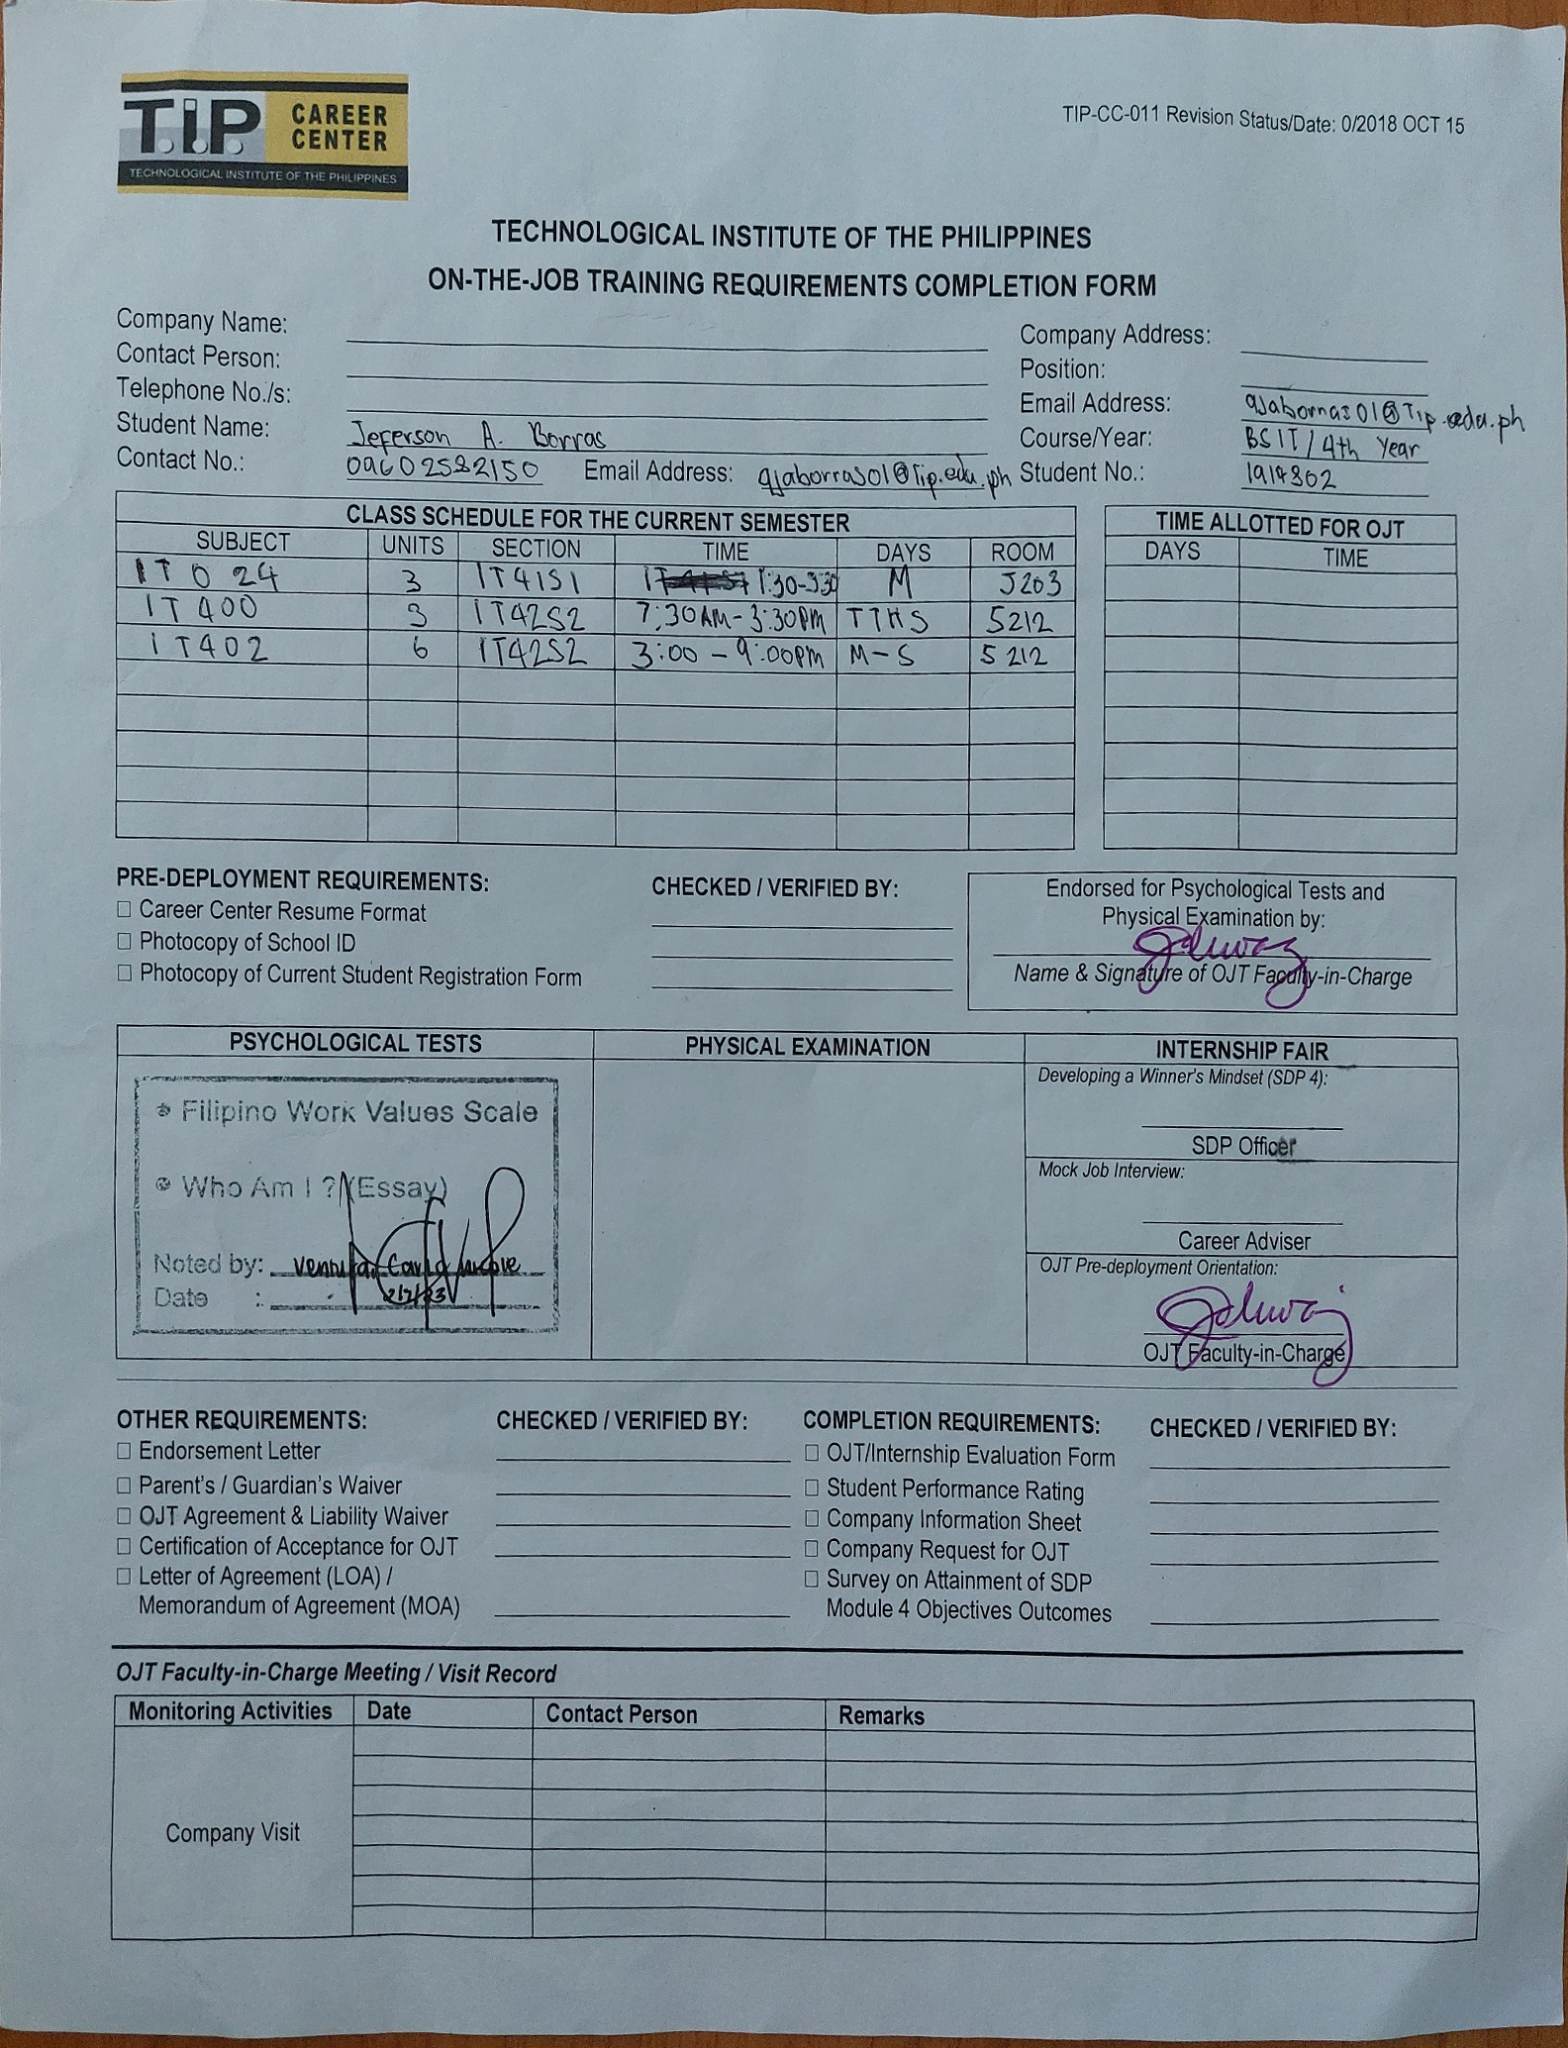 T.I.P. CAREER CENTER
TECHNOLOGICAL INSTITUTE OF THE PHILIPPINES
TIP-CC-011 Revision Status/Date: 0/2018 OCT 15
TECHNOLOGICAL INSTITUTE OF THE PHILIPPINES
ON-THE-JOB TRAINING REQUIREMENTS COMPLETION FORM
Company Name: Company Address:
Contact Person: Position:
Telephone No./s: Email Address: qjaborras01@Tip.edu.ph
Student Name: Jeferson A. Borras Course/Year: BSIT/4th Year
Contact No.: 09602582150 Email Address: qjaborras01@Tip.edu.ph Student No.:
CLASS SCHEDULE FOR THE CURRENT SEMESTER TIME ALLOTTED FOR OJT
SUBJECT UNITS SECTION TIME DAYS ROOM DAYS TIME
ITO 24 3 IT41S1 1:30-3:30 M J203
IT400 3 IT42S2 7:30AM-3:30PM TTHS 5212
IT402 6 IT42S2 3:00-9:00PM M-S 5212
PRE-DEPLOYMENT REQUIREMENTS: CHECKED / VERIFIED BY:
☐ Career Center Resume Format
☐ Photocopy of School ID
☐ Photocopy of Current Student Registration Form
Endorsed for Psychological Tests and
Physical Examination by:
Name & Signature of OJT Faculty-in-Charge
PSYCHOLOGICAL TESTS PHYSICAL EXAMINATION INTERNSHIP FAIR
Filipino Work Values Scale
Who Am I ? (Essay)
Noted by:
Date : 2/7/23
Developing a Winner's Mindset (SDP 4):
SDP Officer
Mock Job Interview:
Career Adviser
OJT Pre-deployment Orientation:
OJT Faculty-in-Charge
OTHER REQUIREMENTS: CHECKED / VERIFIED BY:
☐ Endorsement Letter
☐ Parent's / Guardian's Waiver
☐ OJT Agreement & Liability Waiver
☐ Certification of Acceptance for OJT
☐ Letter of Agreement (LOA) /
Memorandum of Agreement (MOA)
COMPLETION REQUIREMENTS: CHECKED / VERIFIED BY:
☐ OJT/Internship Evaluation Form
☐ Student Performance Rating
☐ Company Information Sheet
☐ Company Request for OJT
☐ Survey on Attainment of SDP
Module 4 Objectives Outcomes
OJT Faculty-in-Charge Meeting / Visit Record
Monitoring Activities Date Contact Person Remarks
Company Visit